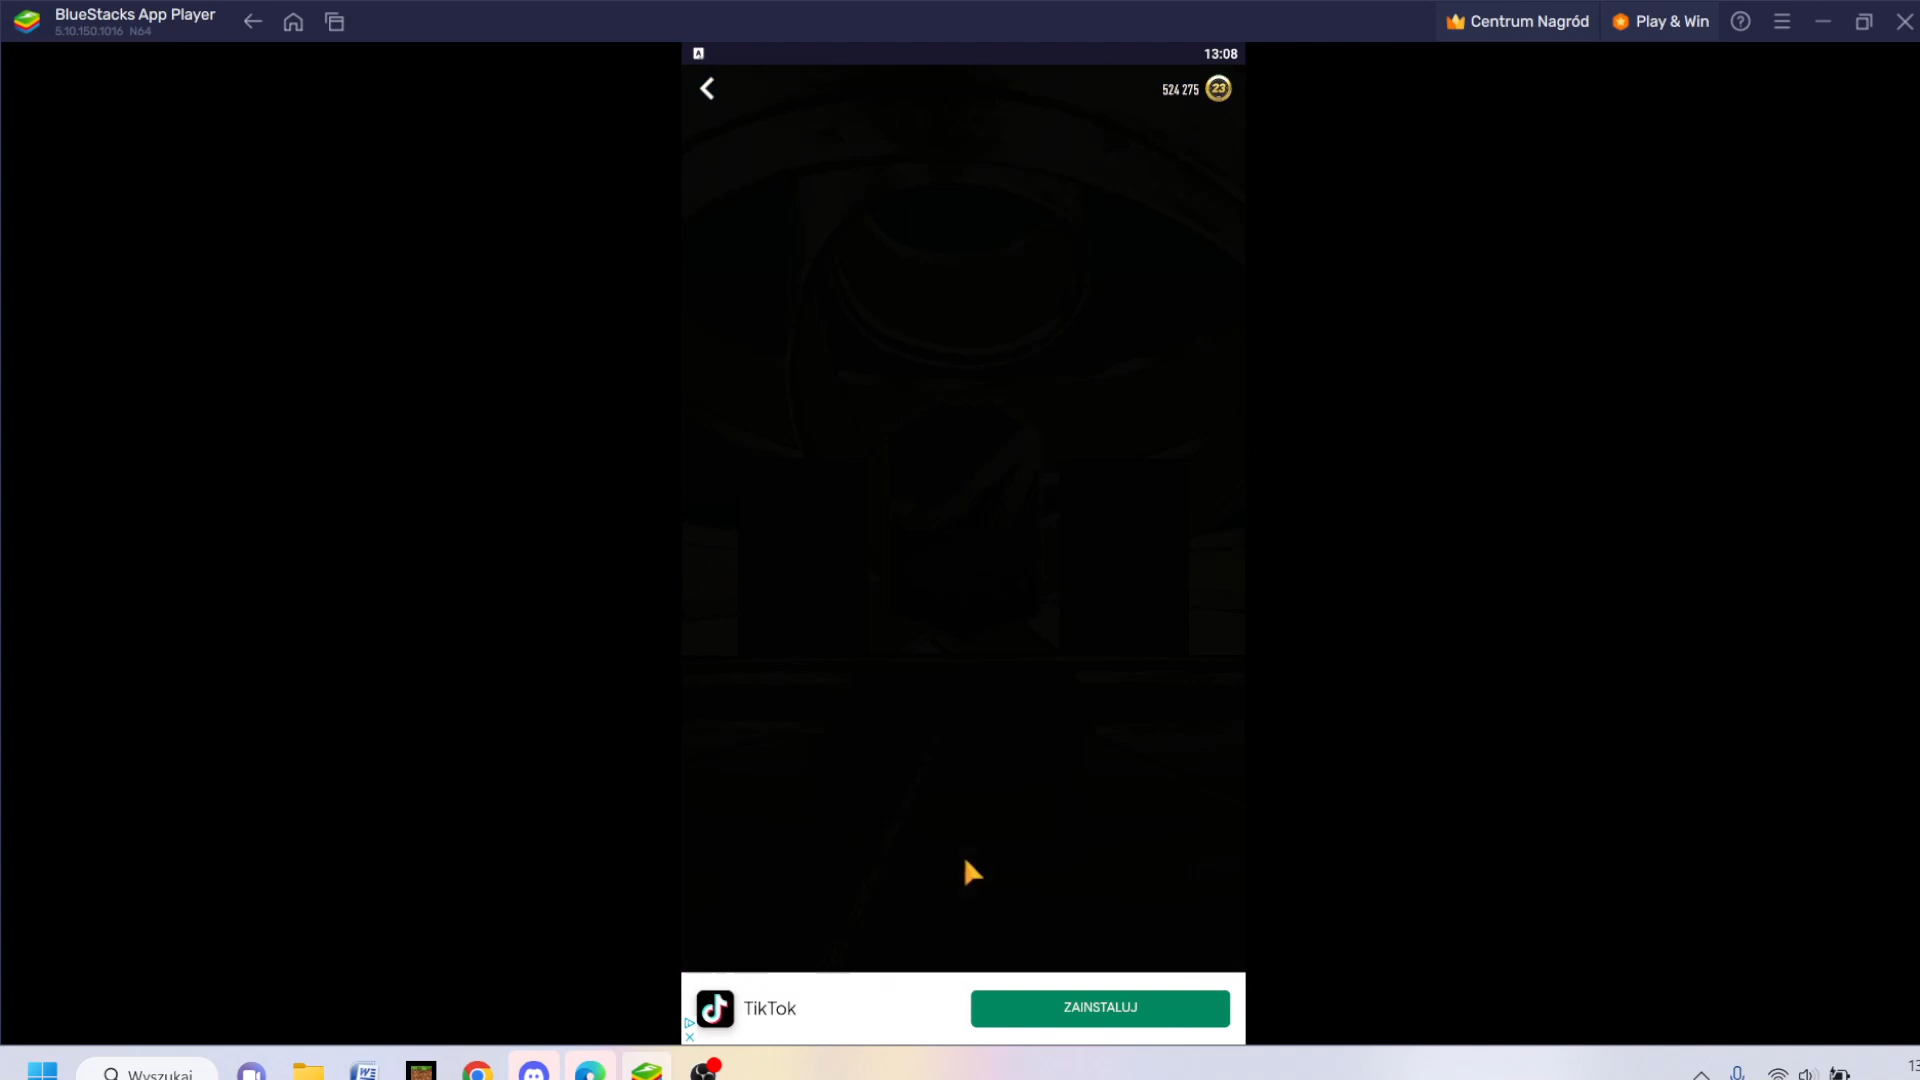 BlueStacks App Player
5.10.150.1016 N64
Centrum Nagród
Play & Win
A
13:08
524 275
23
TikTok
ZAINSTALUJ
Wyszukaj
13